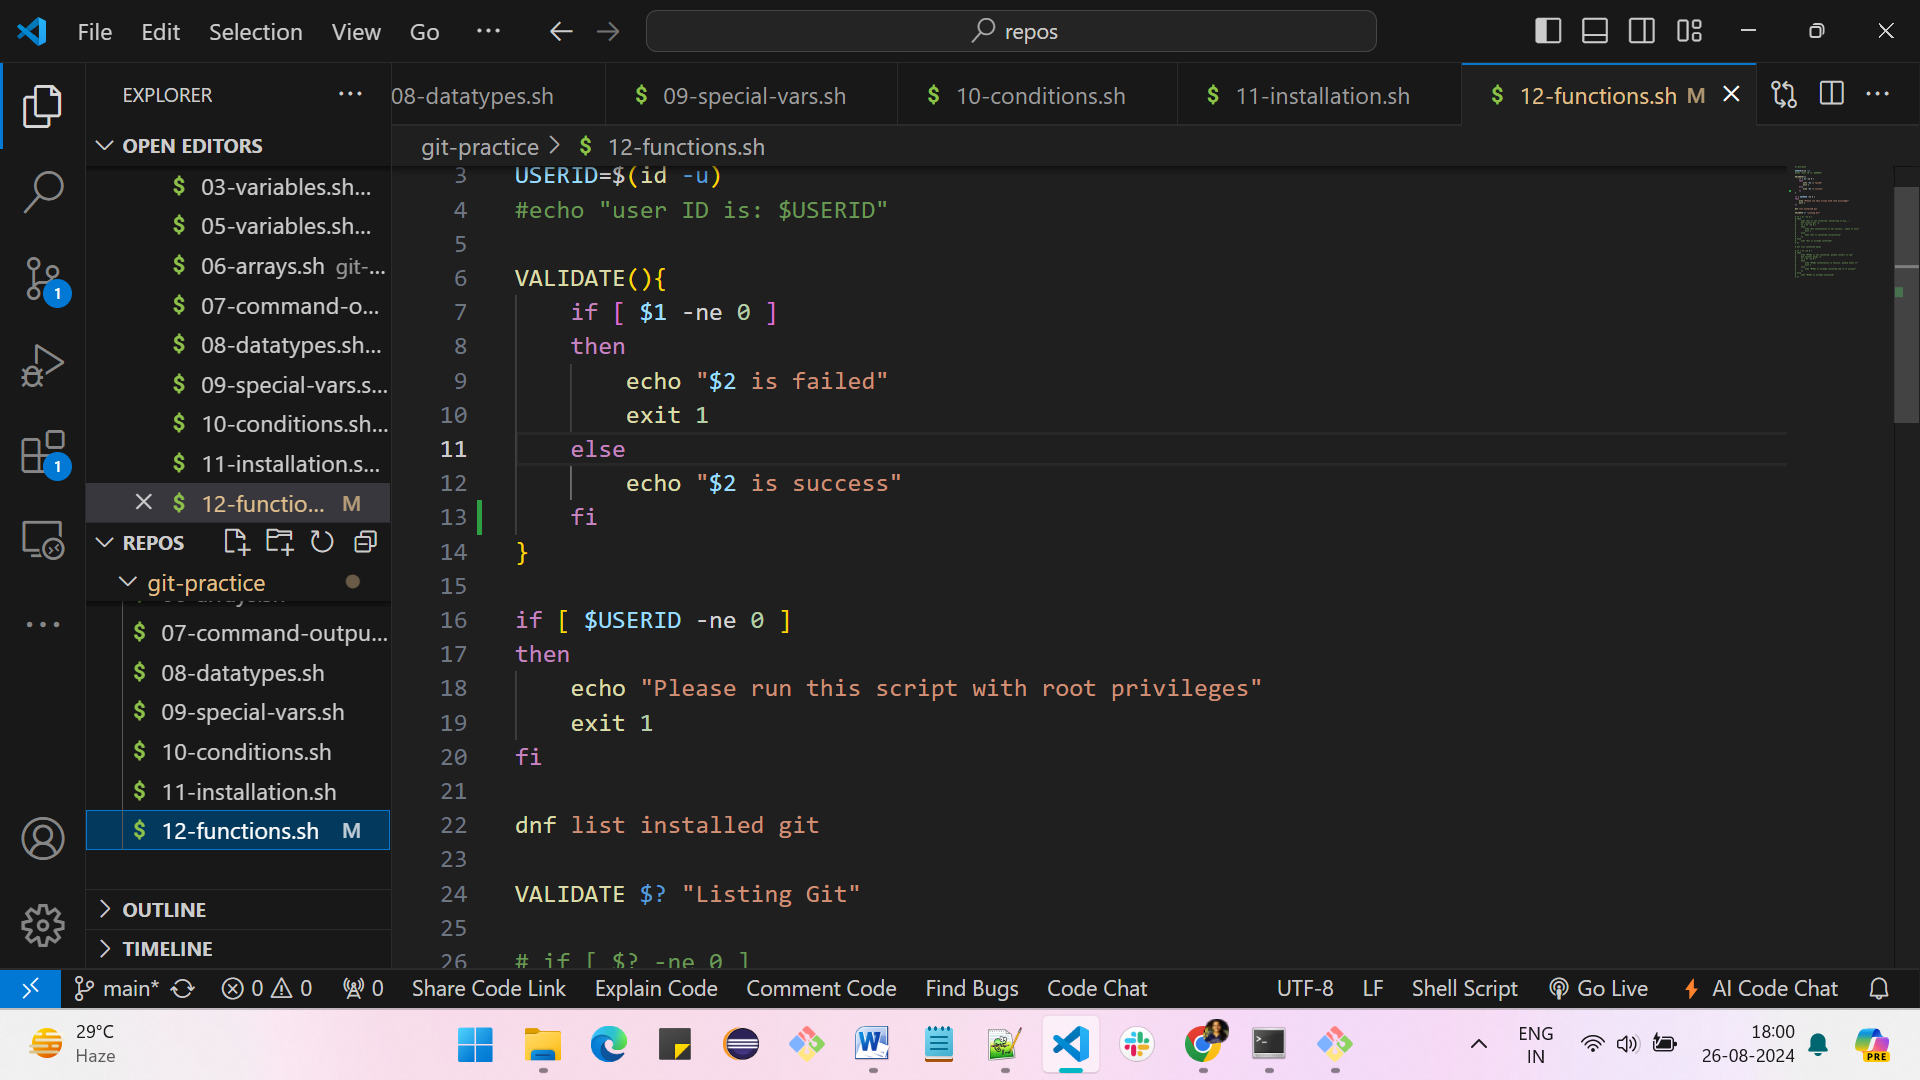 File Edit Selection View Go ··· repos
EXPLORER ···
OPEN EDITORS
$ 03-variables.sh...
$ 05-variables.sh...
$ 06-arrays.sh git-...
$ 07-command-o...
$ 08-datatypes.sh...
$ 09-special-vars.s...
$ 10-conditions.sh...
$ 11-installation.s...
$ 12-functio... M
REPOS
git-practice
$ 07-command-outpu...
$ 08-datatypes.sh
$ 09-special-vars.sh
$ 10-conditions.sh
$ 11-installation.sh
$ 12-functions.sh M
OUTLINE
TIMELINE
1
1
08-datatypes.sh $ 09-special-vars.sh $ 10-conditions.sh $ 11-installation.sh $ 12-functions.sh M
git-practice > $ 12-functions.sh
3 USERID=$(id -u)
4 #echo "user ID is: $USERID"
5
6 VALIDATE(){
7 if [ $1 -ne 0 ]
8 then
9 echo "$2 is failed"
10 exit 1
11 else
12 echo "$2 is success"
13 fi
14 }
15
16 if [ $USERID -ne 0 ]
17 then
18 echo "Please run this script with root privileges"
19 exit 1
20 fi
21
22 dnf list installed git
23
24 VALIDATE $? "Listing Git"
25
26 # if [ $? -ne 0 ]
main* 0 0 0 Share Code Link Explain Code Comment Code Find Bugs Code Chat UTF-8 LF Shell Script Go Live AI Code Chat
29°C
Haze
ENG
IN
18:00
26-08-2024
PRE